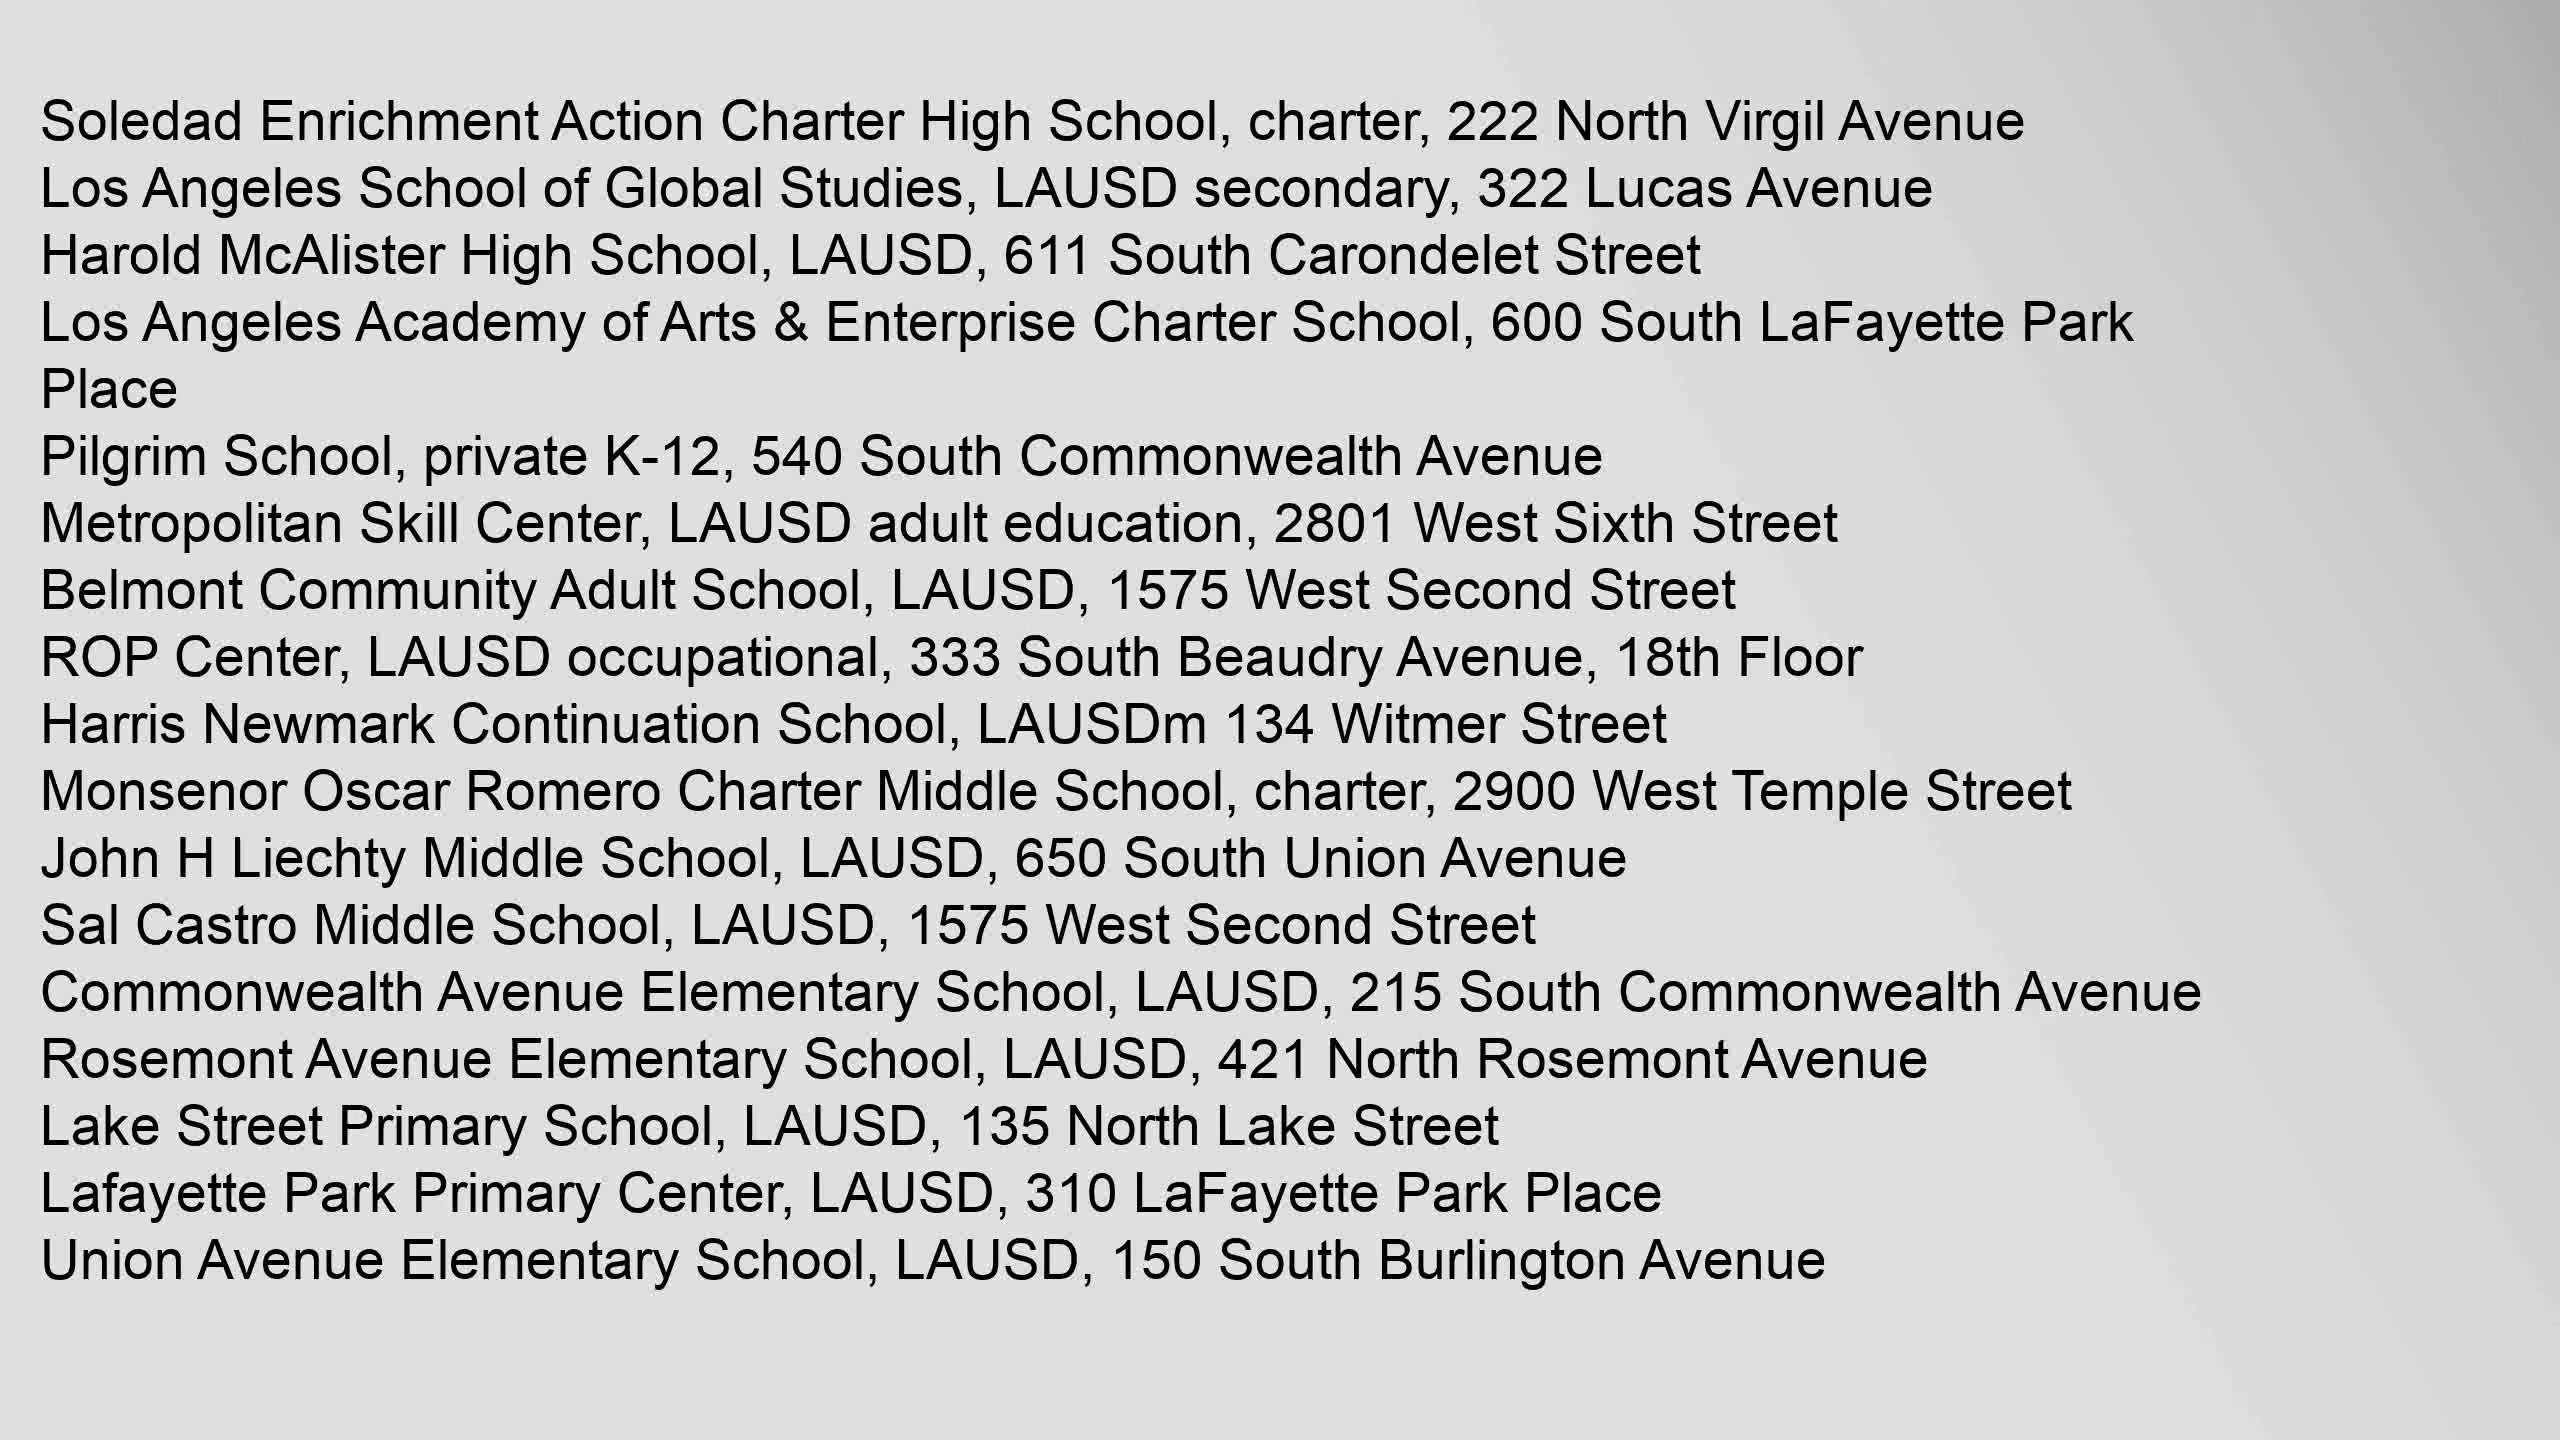 Soledad Enrichment Action Charter High School, charter, 222 North Virgil Avenue
Los Angeles School of Global Studies, LAUSD secondary, 322 Lucas Avenue
Harold McAlister High School, LAUSD, 611 South Carondelet Street
Los Angeles Academy of Arts & Enterprise Charter School, 600 South LaFayette Park
Place
Pilgrim School, private K-12, 540 South Commonwealth Avenue
Metropolitan Skill Center, LAUSD adult education, 2801 West Sixth Street
Belmont Community Adult School, LAUSD, 1575 West Second Street
ROP Center, LAUSD occupational, 333 South Beaudry Avenue, 18th Floor
Harris Newmark Continuation School, LAUSDm 134 Witmer Street
Monsenor Oscar Romero Charter Middle School, charter, 2900 West Temple Street
John H Liechty Middle School, LAUSD, 650 South Union Avenue
Sal Castro Middle School, LAUSD, 1575 West Second Street
Commonwealth Avenue Elementary School, LAUSD, 215 South Commonwealth Avenue
Rosemont Avenue Elementary School, LAUSD, 421 North Rosemont Avenue
Lake Street Primary School, LAUSD, 135 North Lake Street
Lafayette Park Primary Center, LAUSD, 310 LaFayette Park Place
Union Avenue Elementary School, LAUSD, 150 South Burlington Avenue